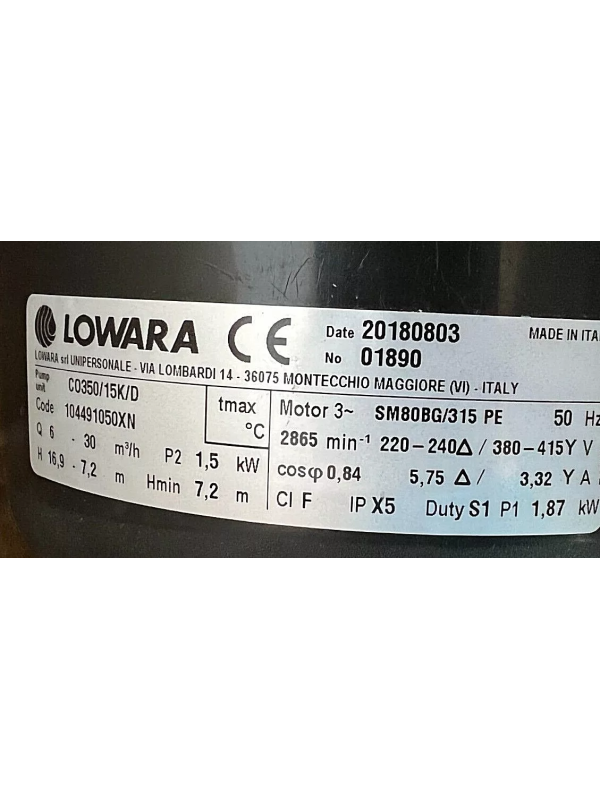 LOWARA CE
Date 20180803 MADE IN ITA
No 01890
LOWARA srl UNIPERSONALE - VIA LOMBARDI 14 - 36075 MONTECCHIO MAGGIORE (VI) - ITALY
Pump unit CO350/15K/D
Code 104491050XN
tmax °C
Q 6 - 30 m³/h P2 1,5 kW
H 16,9 - 7,2 m Hmin 7,2 m
Motor 3~ SM80BG/315 PE 50 Hz
2865 min⁻¹ 220-240Δ / 380-415Y V
cosφ 0,84 5,75 Δ / 3,32 Y A
Cl F IP X5 Duty S1 P1 1,87 kW